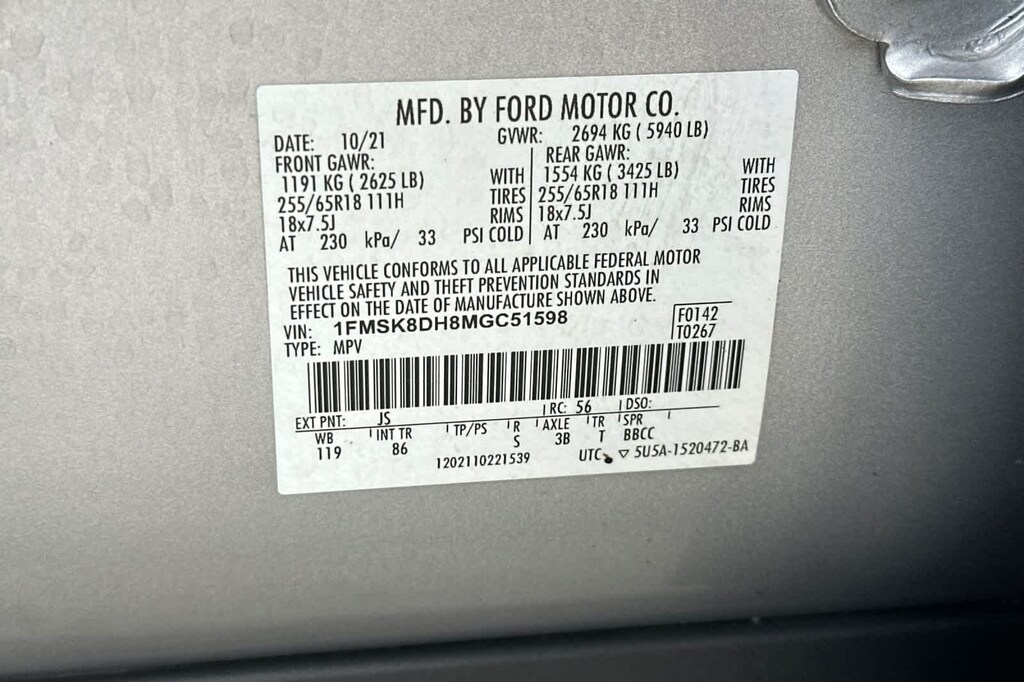 MFD. BY FORD MOTOR CO.
DATE: 10/21 GVWR: 2694 KG ( 5940 LB)
FRONT GAWR: REAR GAWR:
1191 KG ( 2625 LB) WITH 1554 KG ( 3425 LB) WITH
255/65R18 111H TIRES 255/65R18 111H TIRES
18x7.5J RIMS 18x7.5J RIMS
AT 230 kPa/ 33 PSI COLD AT 230 kPa/ 33 PSI COLD
THIS VEHICLE CONFORMS TO ALL APPLICABLE FEDERAL MOTOR
VEHICLE SAFETY AND THEFT PREVENTION STANDARDS IN
EFFECT ON THE DATE OF MANUFACTURE SHOWN ABOVE.
VIN: 1FMSK8DH8MGC51598 F0142
TYPE: MPV T0267
EXT PNT: JS RC: 56 DSO:
WB INT TR TP/PS R AXLE TR SPR
119 86 S 3B T BBCC
1202110221539 UTC ▽ 5U5A-1520472-BA